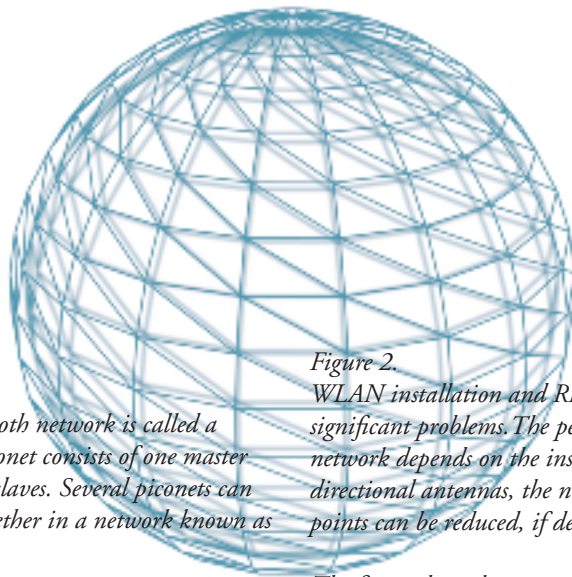 oth network is called a
onet consists of one master
laves. Several piconets can
ether in a network known as
Figure 2.
WLAN installation and R
significant problems. The pe
network depends on the ins
directional antennas, the n
points can be reduced, if de